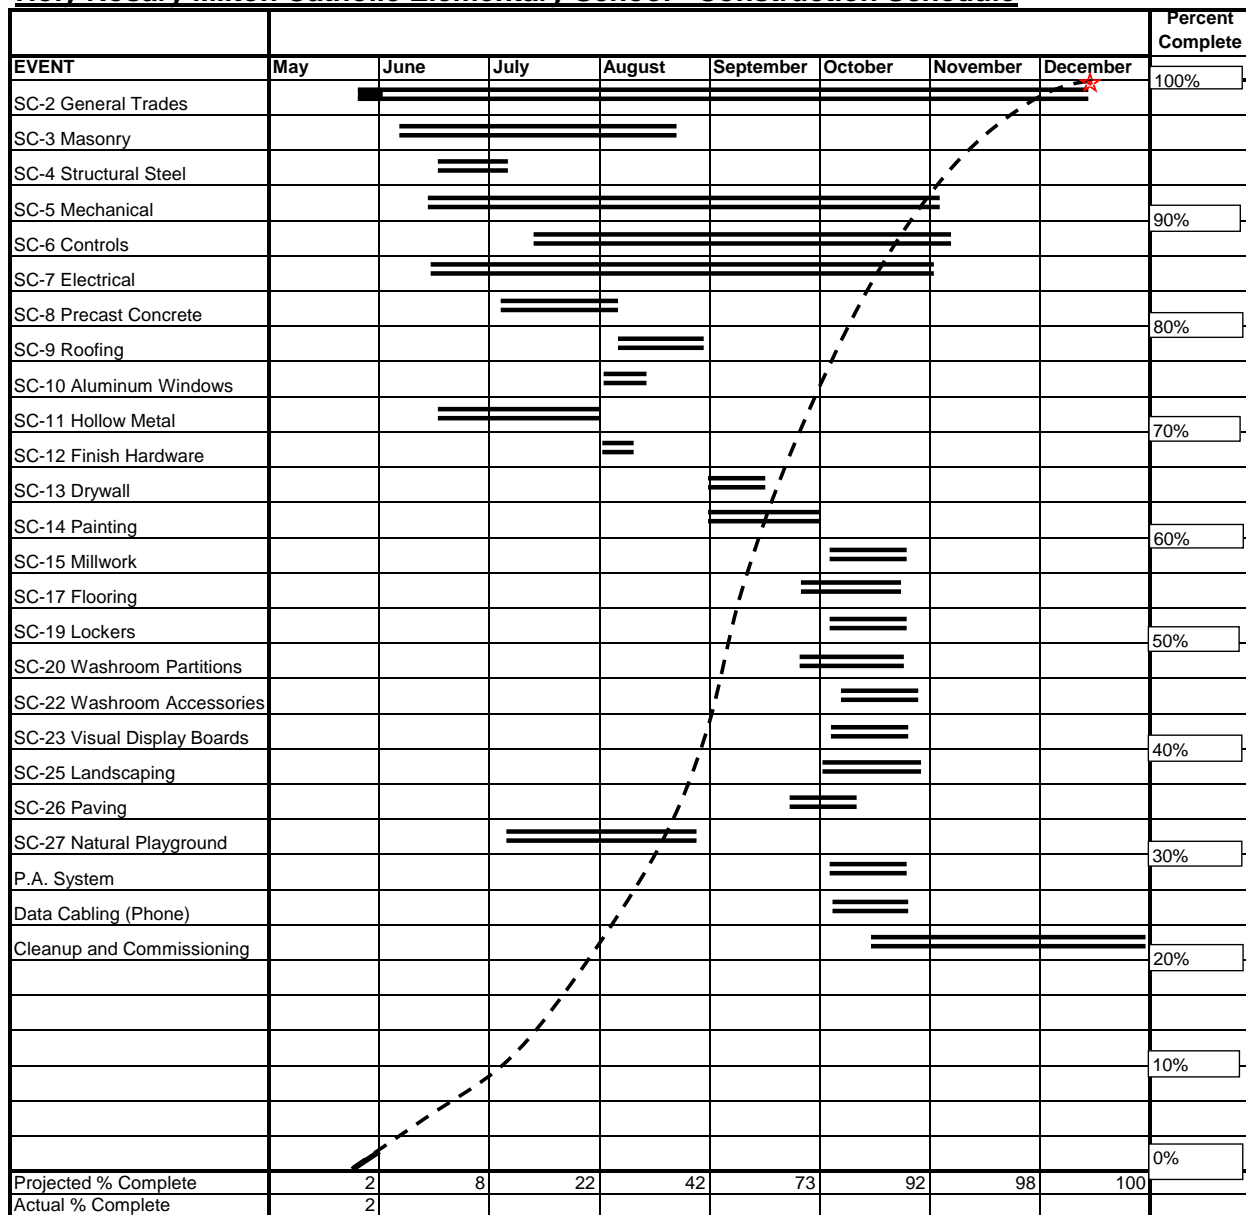 Percent
Complete
EVENT May June July August September October November December
100%
SC-2 General Trades
SC-3 Masonry
SC-4 Structural Steel
SC-5 Mechanical
90%
SC-6 Controls
SC-7 Electrical
SC-8 Precast Concrete
80%
SC-9 Roofing
SC-10 Aluminum Windows
SC-11 Hollow Metal
70%
SC-12 Finish Hardware
SC-13 Drywall
SC-14 Painting
60%
SC-15 Millwork
SC-17 Flooring
SC-19 Lockers
50%
SC-20 Washroom Partitions
SC-22 Washroom Accessories
SC-23 Visual Display Boards
40%
SC-25 Landscaping
SC-26 Paving
SC-27 Natural Playground
30%
P.A. System
Data Cabling (Phone)
Cleanup and Commissioning
20%
10%
0%
Projected % Complete 2 8 22 42 73 92 98 100
Actual % Complete 2